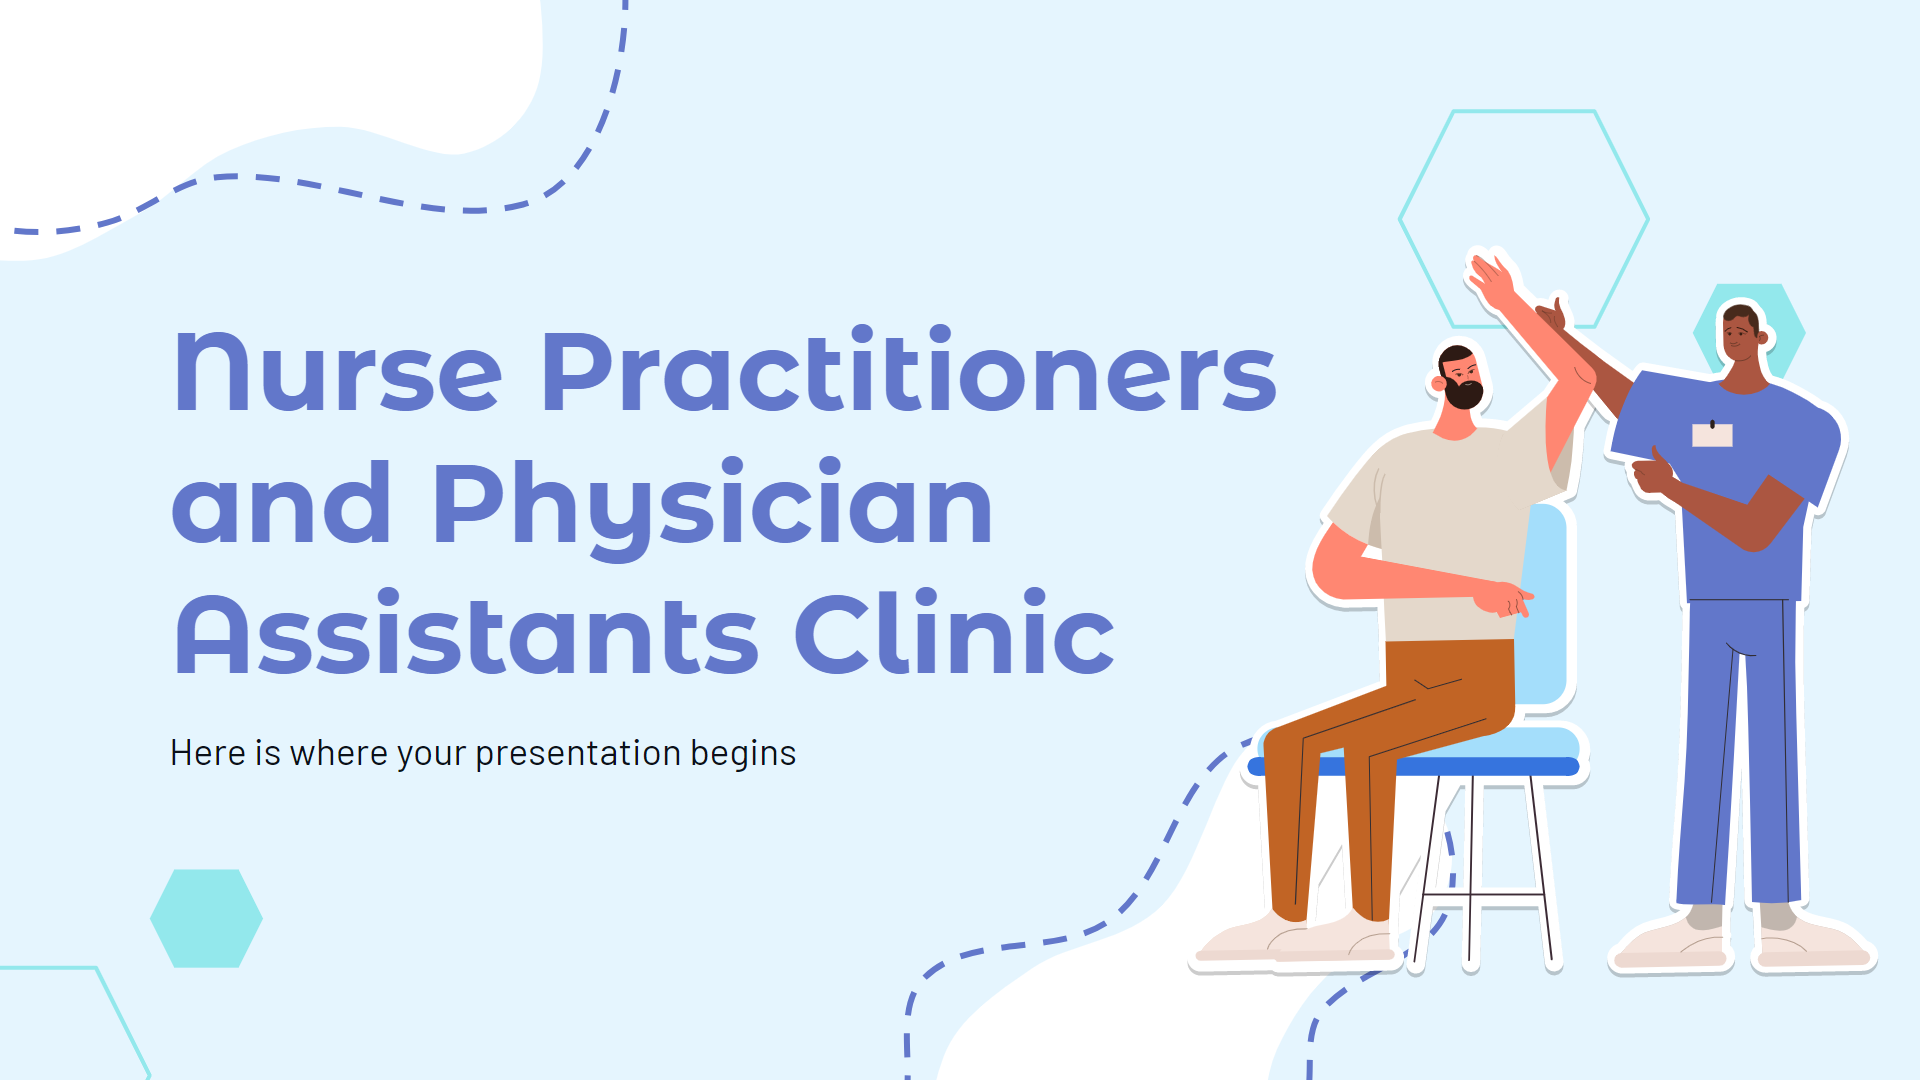 Nurse Practitioners
and Physician
Assistants Clinic
Here is where your presentation begins